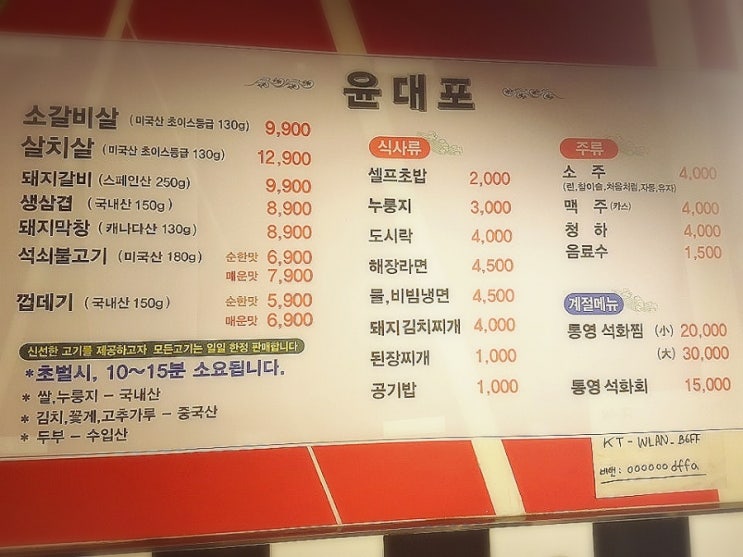 윤대포
소갈비살 (미국산 초이스등급 130g) 9,900
살치살 (미국산 초이스등급 130g) 12,900
돼지갈비 (스페인산 250g) 9,900
생삼겹 (국내산 150g) 8,900
돼지막창 (캐나다산 130g) 8,900
석쇠불고기 (미국산 180g) 순한맛 6,900
매운맛 7,900
껍데기 (국내산 150g) 순한맛 5,900
매운맛 6,900
신선한 고기를 제공하고자 모든고기는 일일 한정 판매합니다
*초벌시, 10~15분 소요됩니다.
* 쌀,누룽지 - 국내산
* 김치,꽃게,고추가루 - 중국산
* 두부 - 수입산
식사류
셀프초밥 2,000
누룽지 3,000
도시락 4,000
해장라면 4,500
물,비빔냉면 4,500
돼지김치찌개 4,000
된장찌개 1,000
공기밥 1,000
주류
소 주 4,000
(린,참이슬,처음처럼,자몽,유자)
맥 주 (카스) 4,000
청 하 4,000
음료수 1,500
계절메뉴
통영 석화찜 (小) 20,000
(大) 30,000
통영 석화회 15,000
KT - WLAN_B6FF
비번 : 000000dffa